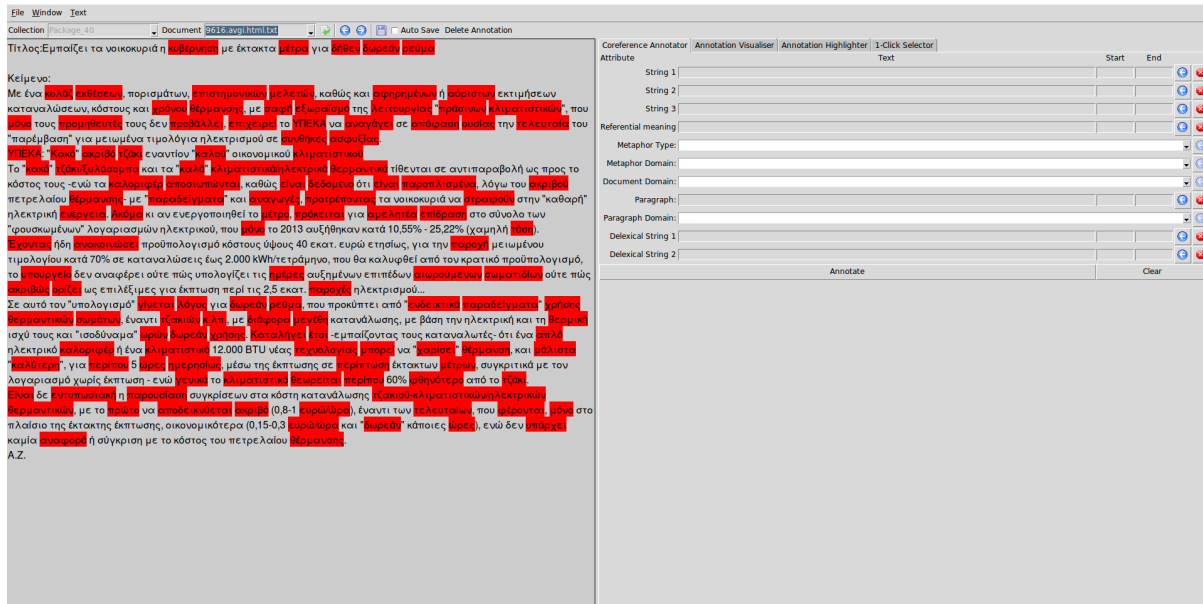 File Window Text
Collection Package_40 Document 9616.avgi.html.txt Auto Save Delete Annotation
Τίτλος:Εμπαίζει τα νοικοκυριά η κυβέρνηση με έκτακτα μέτρα για δήθεν δωρεάν ρεύμα
Κείμενο:
Με ένα κολάζ εκθέσεων, πορισμάτων, επιστημονικών μελετών, καθώς και αφηρημένων ή αόριστων εκτιμήσεων
καταναλώσεων, κόστους και χρόνου θέρμανσης, με σαφή εξωραϊσμό της λειτουργίας "πράσινων κλιματιστικών", που
μόνο τους προμηθευτές τους δεν προβάλλει, επιχειρεί το ΥΠΕΚΑ να αναγάγει σε απόφραση ουσίας την τελευταία του
"παρέμβαση" για μειωμένα τιμολόγια ηλεκτρισμού σε συνθήκες ασφυξίας.
ΥΠΕΚΑ: "Κακό" ακριβό τζάκι εναντίον "καλού" οικονομικού κλιματιστικού
Το "κακό" τζάκι/ξυλόσομπα και τα "καλά" κλιματιστικά/ηλεκτρικά θερμαντικά τίθενται σε αντιπαραβολή ως προς το
κόστος τους -ενώ τα καλοριφέρ αποσιωπώνται, καθώς είναι δεδομένο ότι είναι παροπλισμένα, λόγω του ακριβού
πετρελαίου θέρμανσης- με "παραδείγματα" και αναγωγές, προτρέποντας τα νοικοκυριά να στραφούν στην "καθαρή"
ηλεκτρική ενέργεια. Ακόμα κι αν ενεργοποιηθεί το μέτρο, πρόκειται για αμελητέα επίδραση στο σύνολο των
"φουσκωμένων" λογαριασμών ηλεκτρικού, που μόνο το 2013 αυξήθηκαν κατά 10,55% - 25,22% (χαμηλή τάση).
Έχοντας ήδη ανακοινώσει προϋπολογισμό κόστους ύψους 40 εκατ. ευρώ ετησίως, για την παροχή μειωμένου
τιμολογίου κατά 70% σε καταναλώσεις έως 2.000 kWh/τετράμηνο, που θα καλυφθεί από τον κρατικό προϋπολογισμό,
το υπουργείο δεν αναφέρει ούτε πώς υπολογίζει τις ημέρες αυξημένων επιπέδων αιωρούμενων σωματιδίων ούτε πώς
ακριβώς ορίζει ως επιλέξιμες για έκπτωση περί τις 2,5 εκατ. παροχές ηλεκτρισμού...
Σε αυτό τον "υπολογισμό" γίνεται λόγος για δωρεάν ρεύμα, που προκύπτει από "ενδεικτικά παραδείγματα" χρήσης
θερμαντικών σωμάτων, έναντι τζακιών κ.λπ., με διάφορα μεγέθη κατανάλωσης, με βάση την ηλεκτρική και τη θερμική
ισχύ τους και "ισοδύναμα" ωρών δωρεάν χρήσης. Καταλήγει έτσι -εμπαίζοντας τους καταναλωτές- ότι ένα απλό
ηλεκτρικό καλοριφέρ ή ένα κλιματιστικό 12.000 BTU νέας τεχνολογίας μπορεί να "χαρίσει" θέρμανση, και μάλιστα
"καλύτερη", για περίπου 5 ώρες ημερησίως, μέσω της έκπτωσης σε περίπτωση έκτακτων μέτρων, συγκριτικά με τον
λογαριασμό χωρίς έκπτωση - ενώ γενικά το κλιματιστικό θεωρείται περίπου 60% φθηνότερο από το τζάκι.
Είναι δε εντυπωσιακή η παρουσίαση συγκρίσεων στα κόστη κατανάλωσης τζακιού-κλιματιστικών/ηλεκτρικών
θερμαντικών, με το πρώτο να αποδεικνύεται ακριβό (0,8-1 ευρώ/ώρα), έναντι των τελευταίων, που φέρονται, μόνο στο
πλαίσιο της έκτακτης έκπτωσης, οικονομικότερα (0,15-0,3 ευρώ/ώρα και "δωρεάν" κάποιες ώρες), ενώ δεν υπάρχει
καμία αναφορά ή σύγκριση με το κόστος του πετρελαίου θέρμανσης.
Α.Ζ.
Coreference Annotator Annotation Visualiser Annotation Highlighter 1-Click Selector
Attribute Text Start End
String 1
String 2
String 3
Referential meaning
Metaphor Type:
Metaphor Domain:
Document Domain:
Paragraph:
Paragraph Domain:
Delexical String 1
Delexical String 2
Annotate Clear